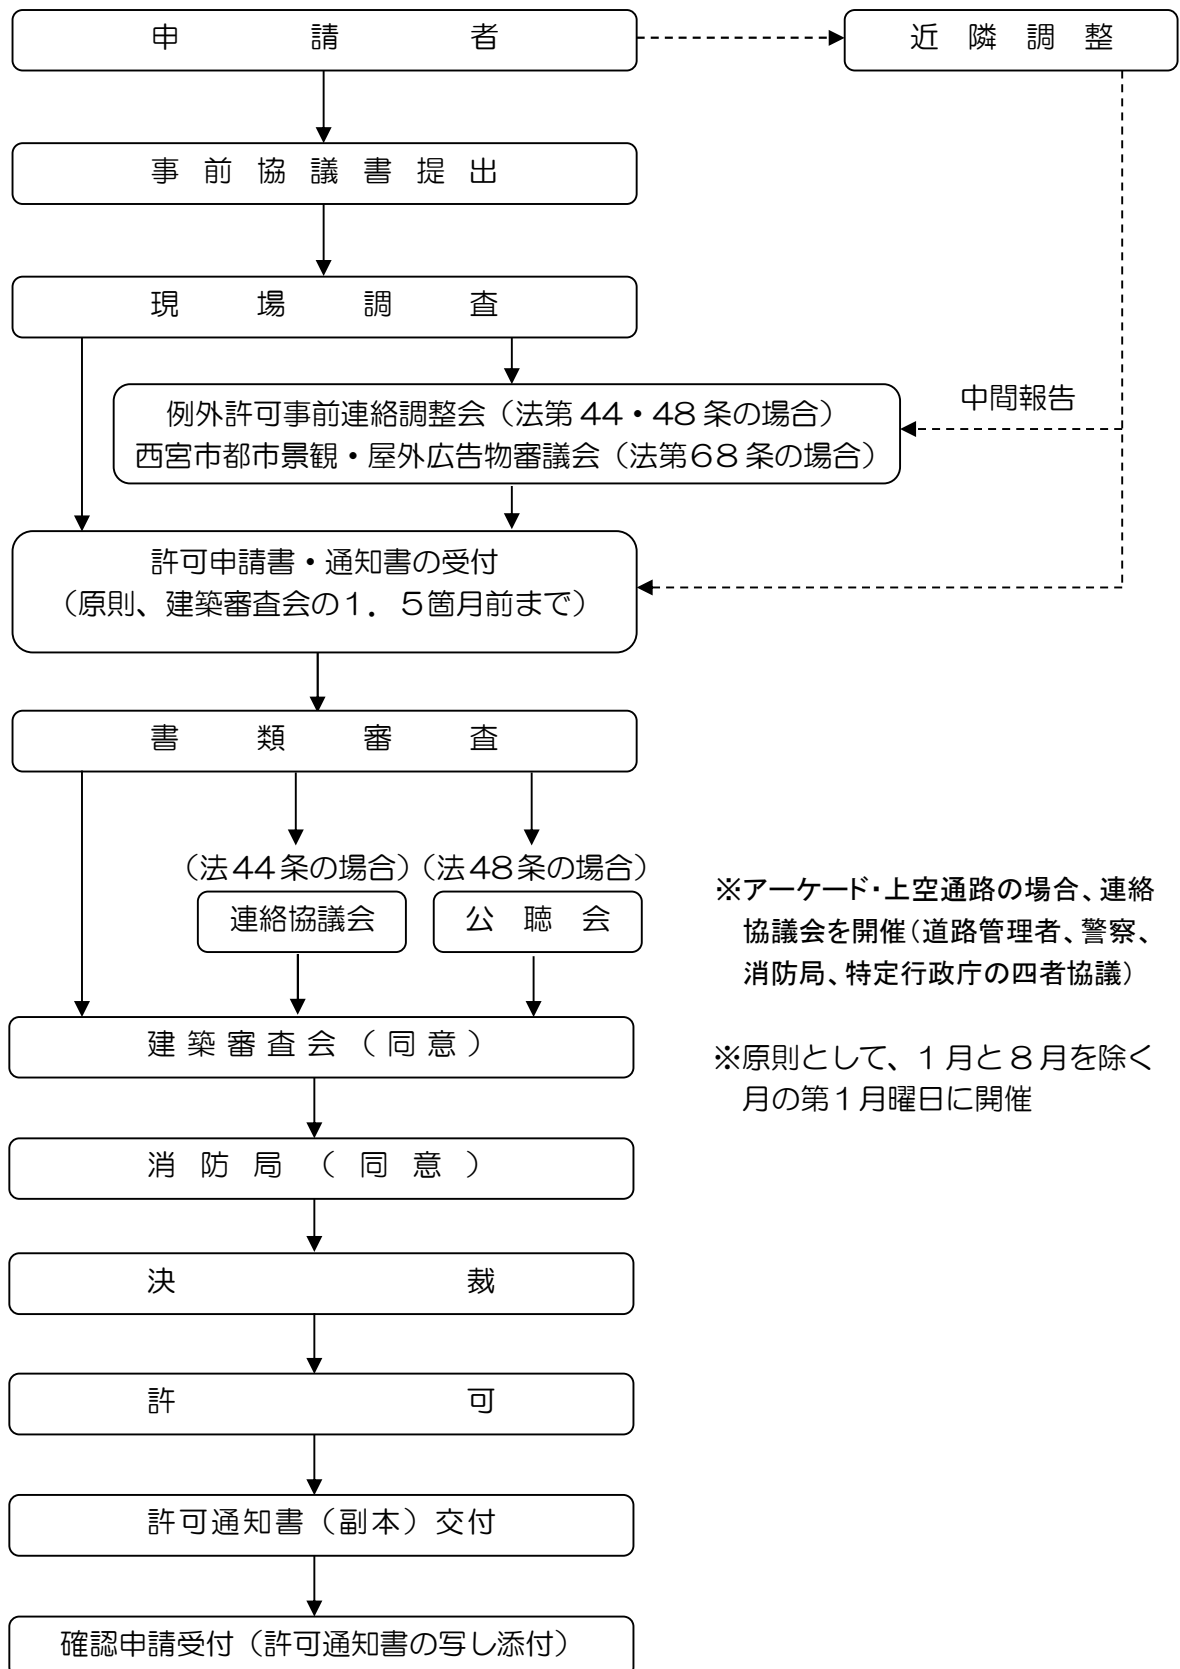 申請者
近隣調整
事前協議書提出
現場調査
例外許可事前連絡調整会（法第44・48条の場合）
西宮市都市景観・屋外広告物審議会（法第68条の場合）
中間報告
許可申請書・通知書の受付
（原則、建築審査会の１．５箇月前まで）
書類審査
（法44条の場合）
（法48条の場合）
連絡協議会
公聴会
※アーケード・上空通路の場合、連絡
協議会を開催（道路管理者、警察、
消防局、特定行政庁の四者協議）
建築審査会（同意）
※原則として、１月と８月を除く
月の第１月曜日に開催
消防局（同意）
決裁
許可
許可通知書（副本）交付
確認申請受付（許可通知書の写し添付）